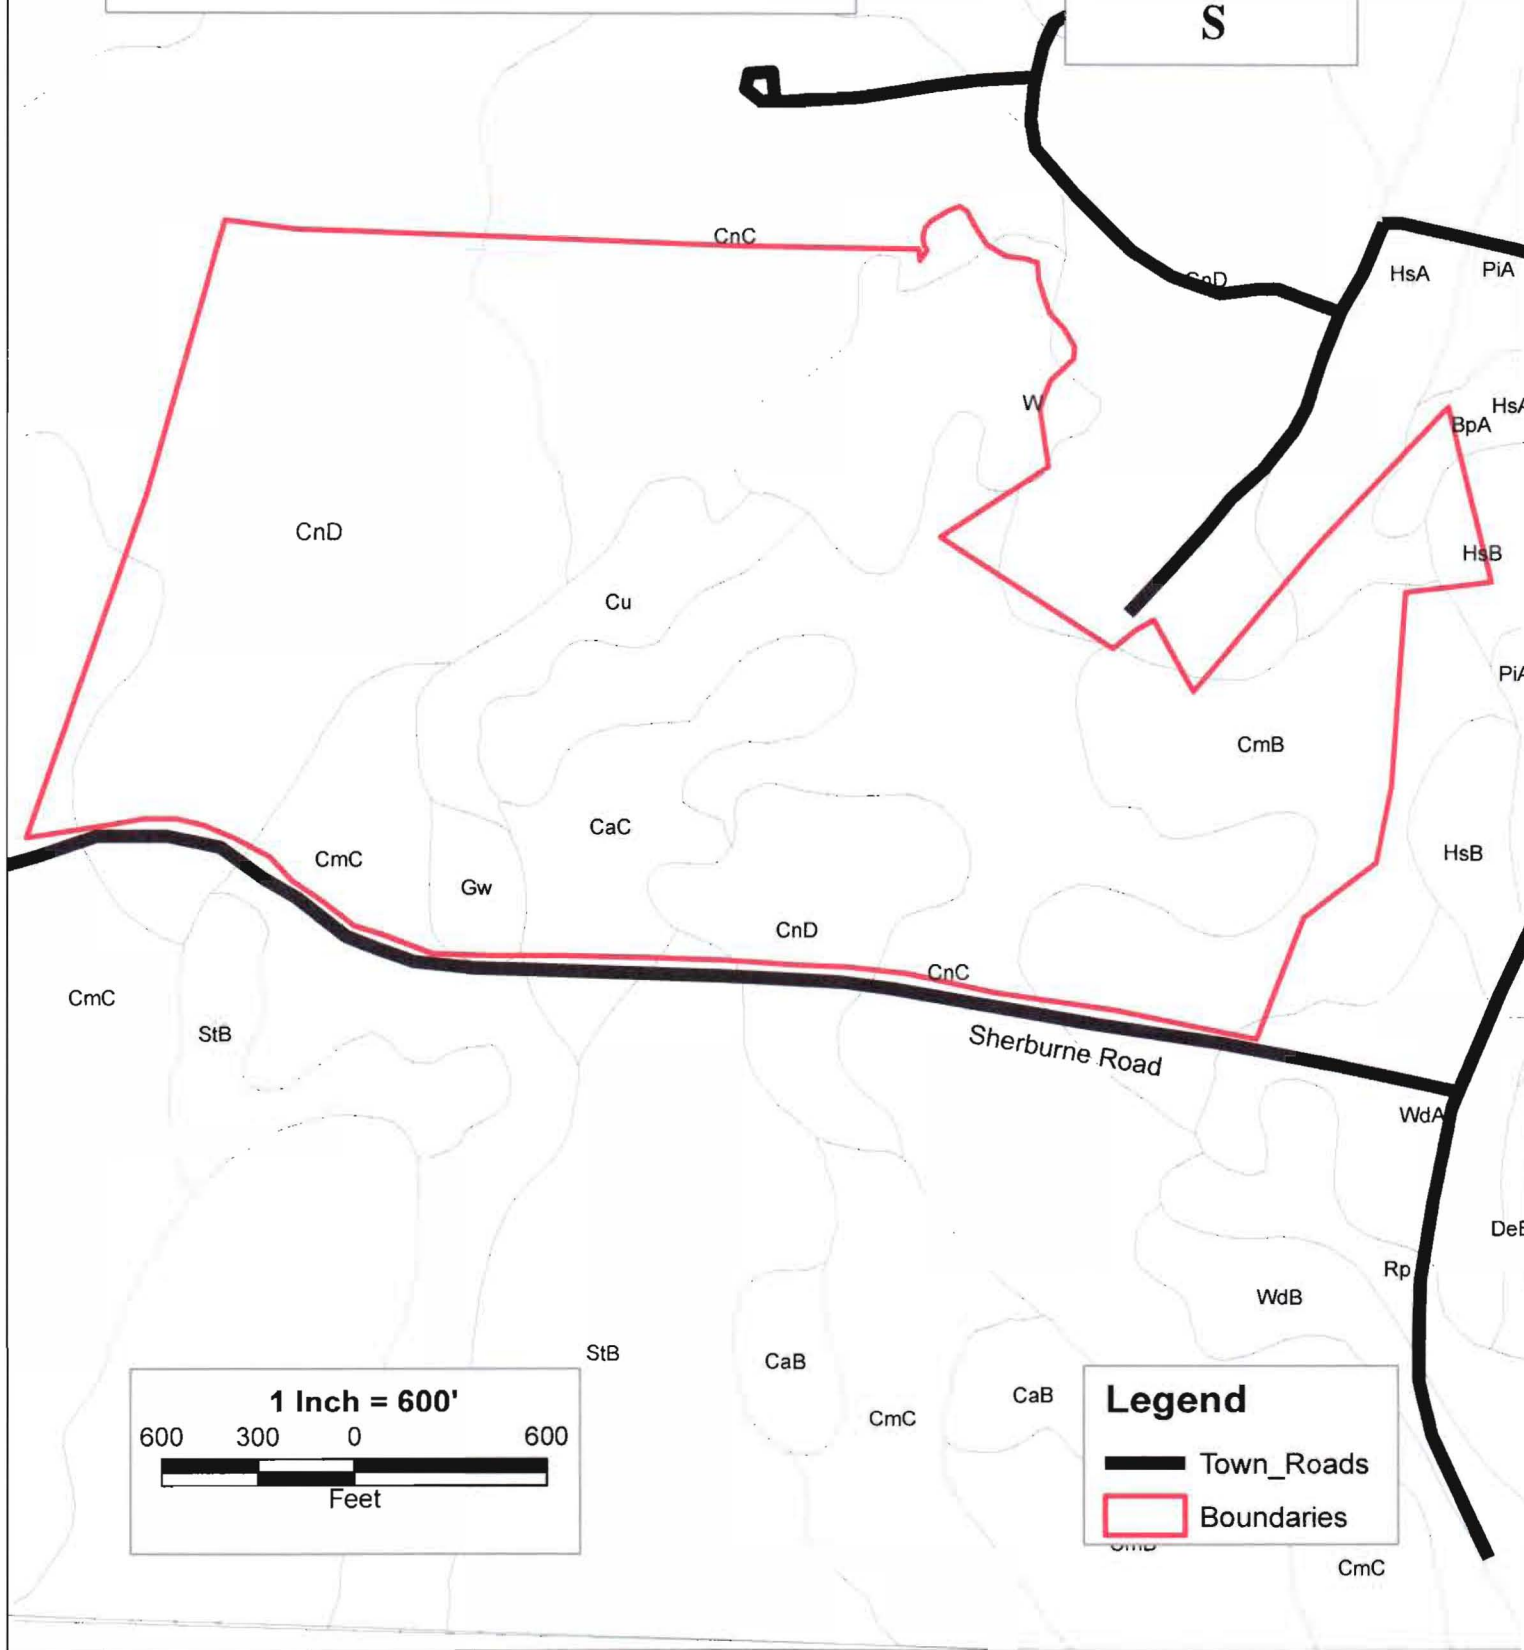 S
CnC
CnD
HsA
PiA
W
HsA
BpA
CnD
HsB
Cu
PiA
CmB
CaC
HsB
CmC
Gw
CnD
CnC
CmC
StB
Sherburne Road
WdA
DeB
Rp
WdB
StB
CaB
CaB
CmC
1 Inch = 600'
600 300 0 600
Feet
Legend
Town_Roads
Boundaries
CmC